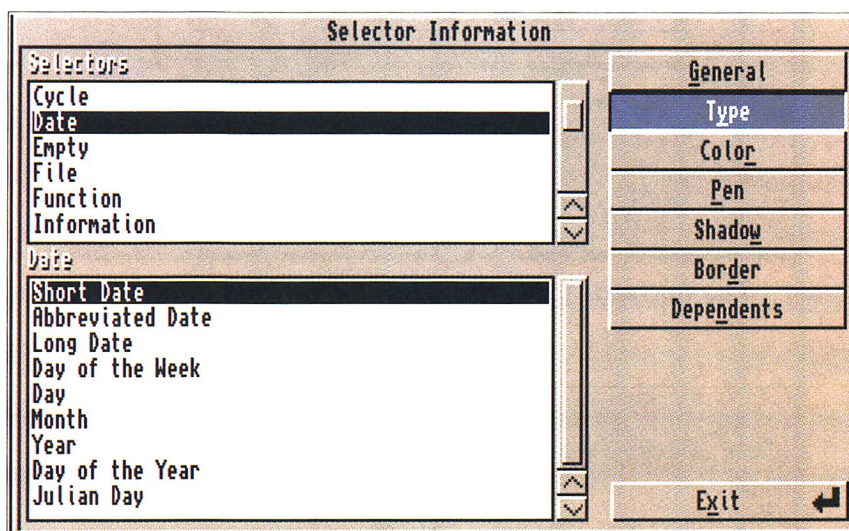 Selector Information
Selectors
Cycle
Date
Empty
File
Function
Information
Date
Short Date
Abbreviated Date
Long Date
Day of the Week
Day
Month
Year
Day of the Year
Julian Day
General
Type
Color
Pen
Shadow
Border
Dependents
Exit